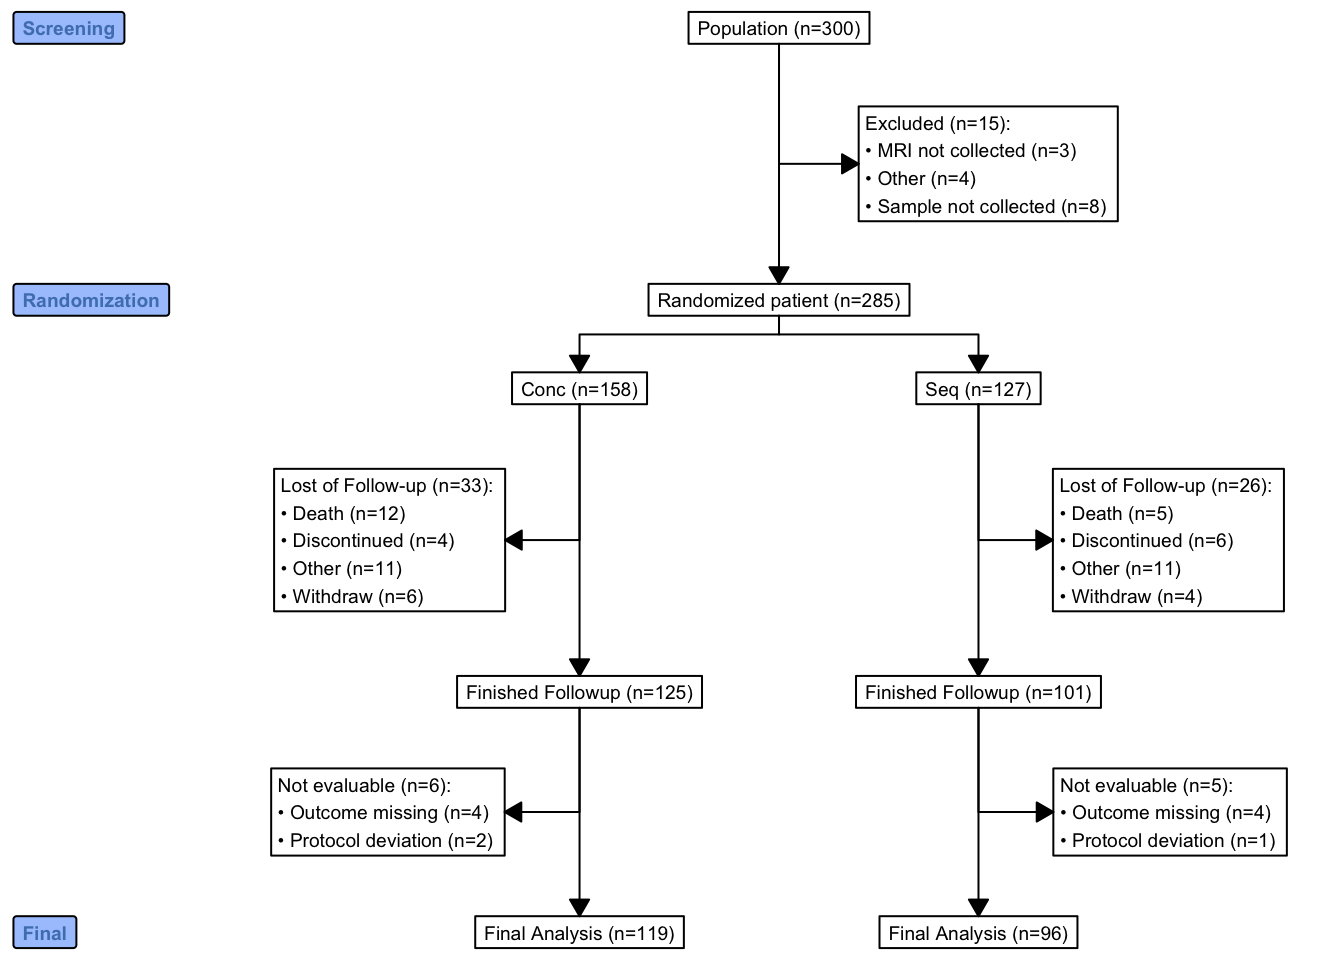 Screening
Population (n=300)
Excluded (n=15):
• MRI not collected (n=3)
• Other (n=4)
• Sample not collected (n=8)
Randomization
Randomized patient (n=285)
Conc (n=158)
Seq (n=127)
Lost of Follow-up (n=33):
• Death (n=12)
• Discontinued (n=4)
• Other (n=11)
• Withdraw (n=6)
Lost of Follow-up (n=26):
• Death (n=5)
• Discontinued (n=6)
• Other (n=11)
• Withdraw (n=4)
Finished Followup (n=125)
Finished Followup (n=101)
Not evaluable (n=6):
• Outcome missing (n=4)
• Protocol deviation (n=2)
Not evaluable (n=5):
• Outcome missing (n=4)
• Protocol deviation (n=1)
Final
Final Analysis (n=119)
Final Analysis (n=96)